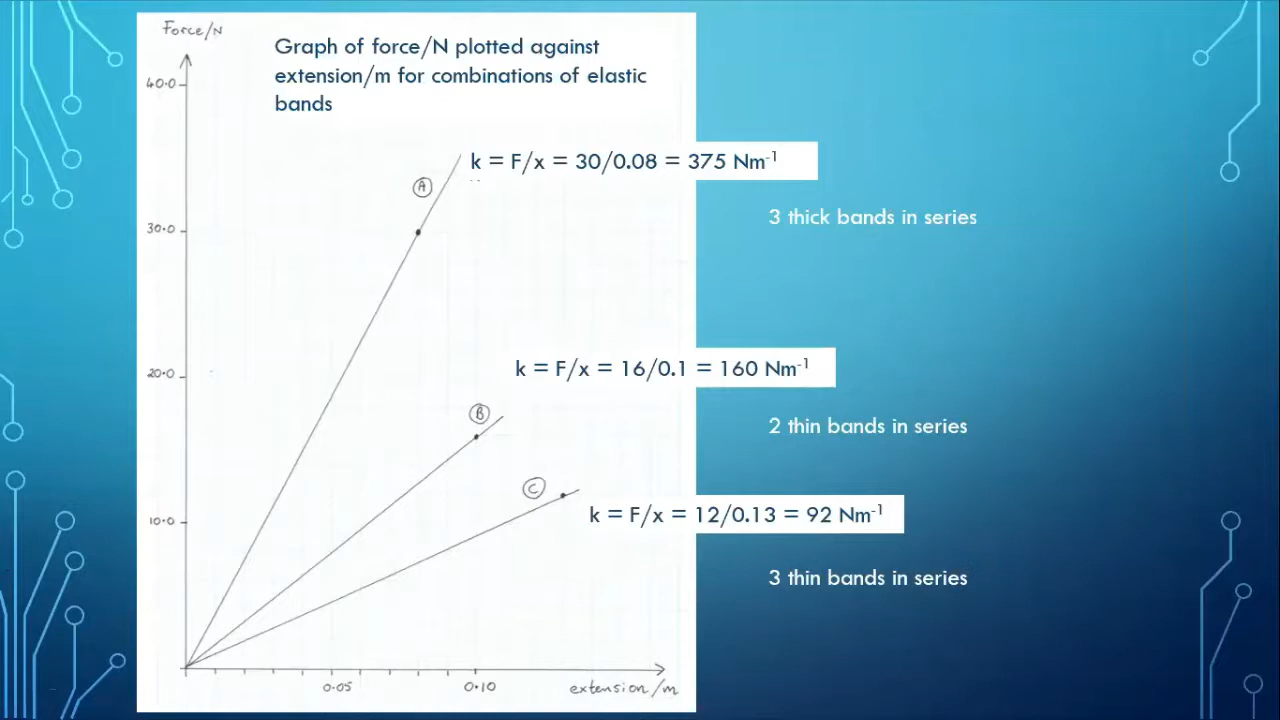 Force/N
Graph of force/N plotted against
extension/m for combinations of elastic
bands
40.0
k = F/x = 30/0.08 = 375 Nm⁻¹
A
3 thick bands in series
30.0
k = F/x = 16/0.1 = 160 Nm⁻¹
20.0
B
2 thin bands in series
C
k = F/x = 12/0.13 = 92 Nm⁻¹
10.0
3 thin bands in series
0.05
0.10
extension/m